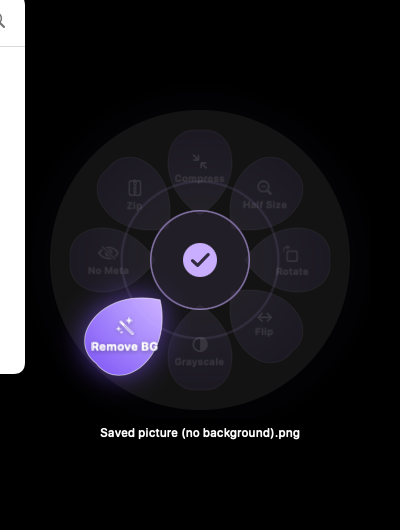 Compress
Zip
Half Size
No Meta
Rotate
Remove BG
Flip
Grayscale
Saved picture (no background).png